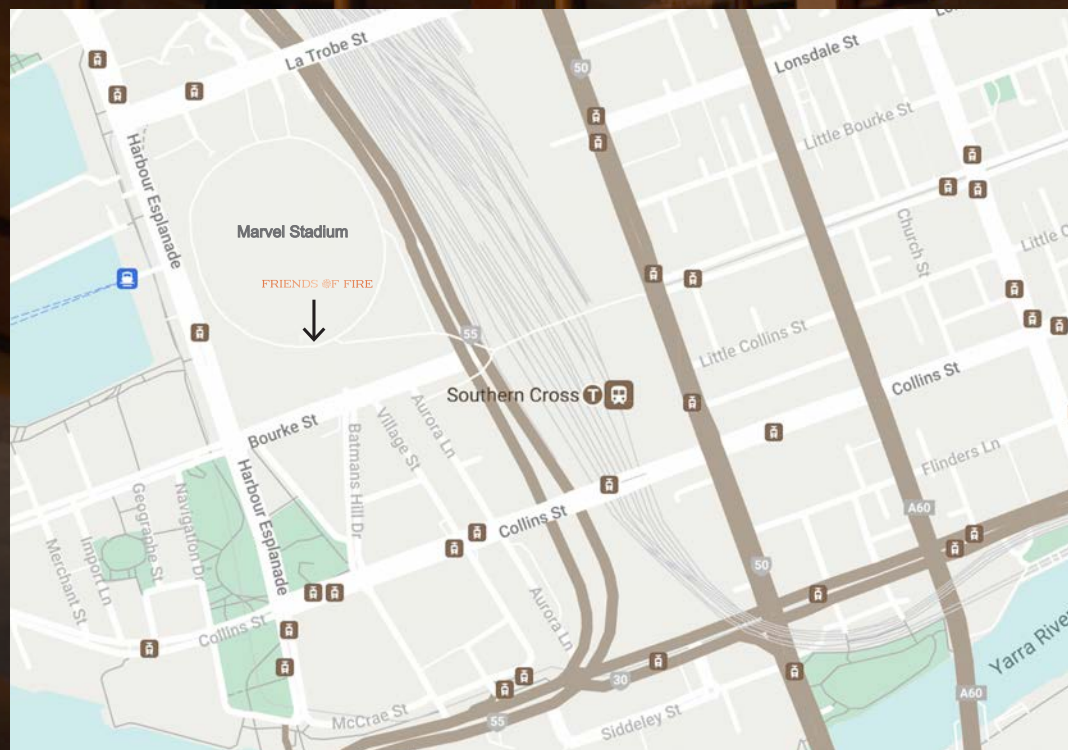 Lo
La Trobe St
50
Lonsdale St
Little Bourke St
Harbour Esplanade
Marvel Stadium
Church St
Little C
FRIENDS OF FIRE
55
Little Collins St
Southern Cross T
Collins St
Bourke St
Aurora Ln
Village St
Batmans Hill Dr
Flinders Ln
Harbour Esplanade
Geographe St
Navigation Dr
Collins St
A60
Merchant St
Import Ln
50
Aurora Ln
Collins St
Yarra River
30
A60
McCrae St
55
Siddeley St